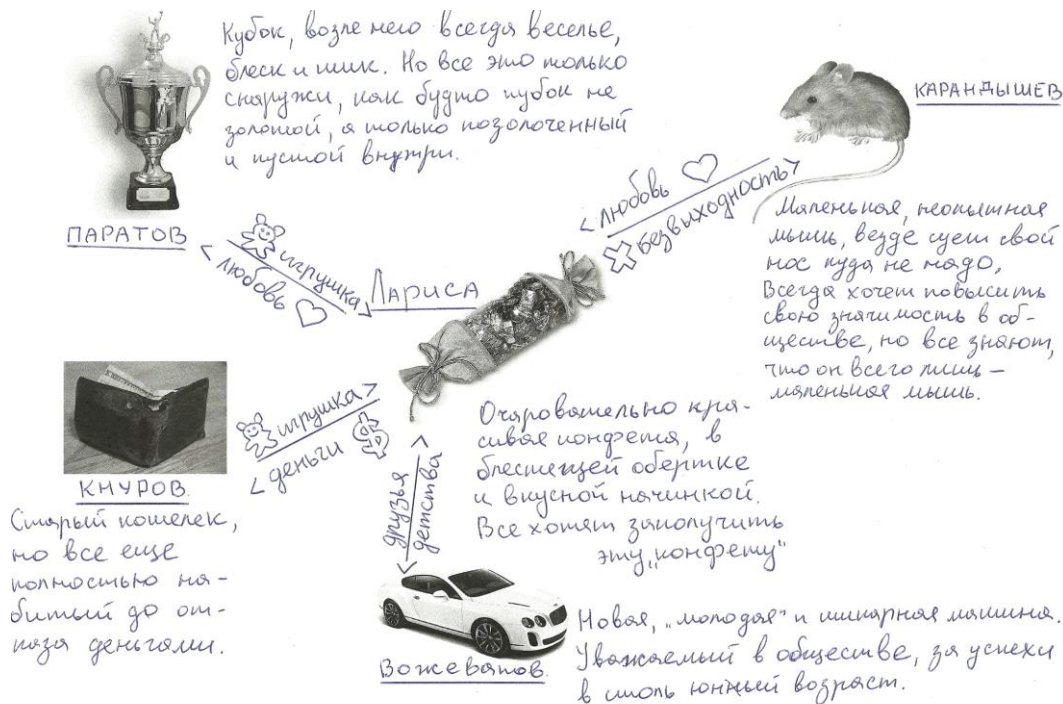 Кубок, возле него всегда веселье,
блеск и шик. Но все это только
снаружи, как будто кубок не
золотой, а только позолоченный
и пустой внутри.
ПАРАТОВ
КАРАНДЫШЕВ
Маленькая, неопытная
мышь, везде сует свой
нос куда не надо,
Всегда хочет повысить
свою значимость в об-
ществе, но все знают,
что он всего лишь –
маленькая мышь.
<любовь
безвыходность>
игрушка>
<любовь
Лариса
игрушка>
<деньги
КНУРОВ.
Старый кошелек,
но все еще
полностью на-
битый до от-
каза деньгами.
Очаровательно кра-
сивая конфета, в
блестящей обертке
и вкусной начинкой.
Все хотят заполучить
эту „конфету"
друзья
детства
Вожеватов.
Новая, „молодая" и шикарная машина.
Уважаемый в обществе, за успехи
в столь юнный возраст.